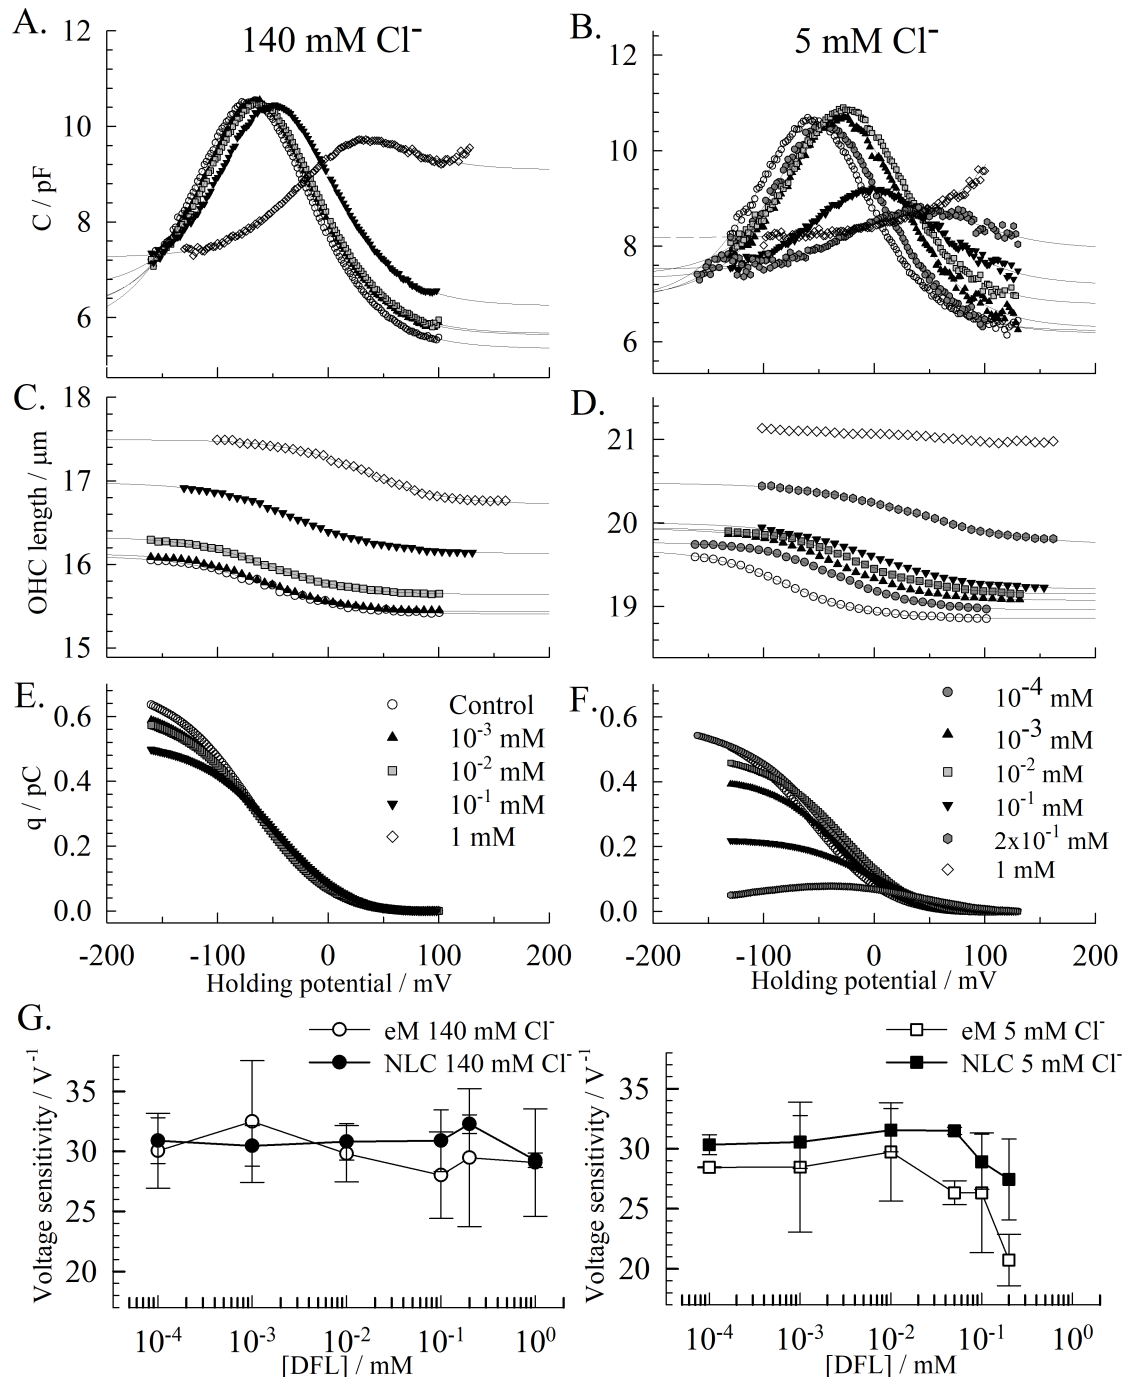 A.
140 mM Cl⁻
B.
5 mM Cl⁻
12
10
8
6
C / pF
12
10
8
6
C.
18
17
16
15
OHC length / μm
D.
21
20
19
E.
0.6
0.4
0.2
0.0
q / pC
Control
10⁻³ mM
10⁻² mM
10⁻¹ mM
1 mM
-200 -100 0 100 200
Holding potential / mV
F.
0.6
0.4
0.2
0.0
10⁻⁴ mM
10⁻³ mM
10⁻² mM
10⁻¹ mM
2x10⁻¹ mM
1 mM
-200 -100 0 100 200
Holding potential / mV
G.
eM 140 mM Cl⁻
NLC 140 mM Cl⁻
35
30
25
20
Voltage sensitivity / V⁻¹
10⁻⁴ 10⁻³ 10⁻² 10⁻¹ 10⁰
[DFL] / mM
eM 5 mM Cl⁻
NLC 5 mM Cl⁻
35
30
25
20
Voltage sensitivity / V⁻¹
10⁻⁴ 10⁻³ 10⁻² 10⁻¹ 10⁰
[DFL] / mM